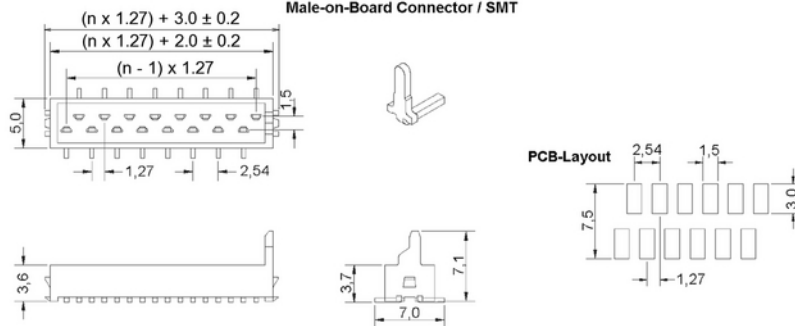 Male-on-Board Connector / SMT
(n x 1.27) + 3.0 ± 0.2
(n x 1.27) + 2.0 ± 0.2
(n - 1) x 1.27
5,0
1,5
1,27
2,54
PCB-Layout
2,54
1,5
7,5
3,0
1,27
3,6
3,7
7,1
7,0